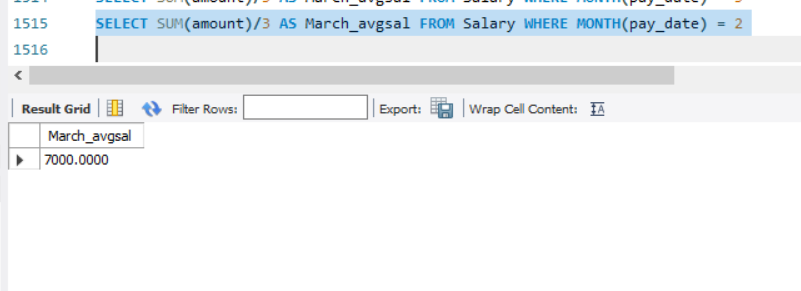 1514 SELECT SUM(amount)/3 AS March_avgsal FROM Salary WHERE MONTH(pay_date)
1515 SELECT SUM(amount)/3 AS March_avgsal FROM Salary WHERE MONTH(pay_date) = 2
1516
Result Grid Filter Rows: Export: Wrap Cell Content: IA
March_avgsal
7000.0000